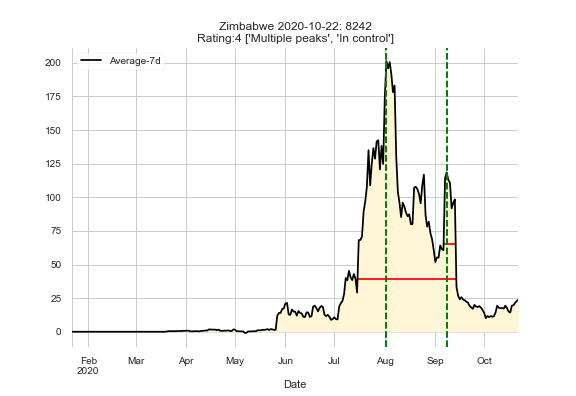 Zimbabwe 2020-10-22: 8242
Rating:4 ['Multiple peaks', 'In control']
Average-7d
200
175
150
125
100
75
50
25
0
Feb Mar Apr May Jun Jul Aug Sep Oct
2020
Date